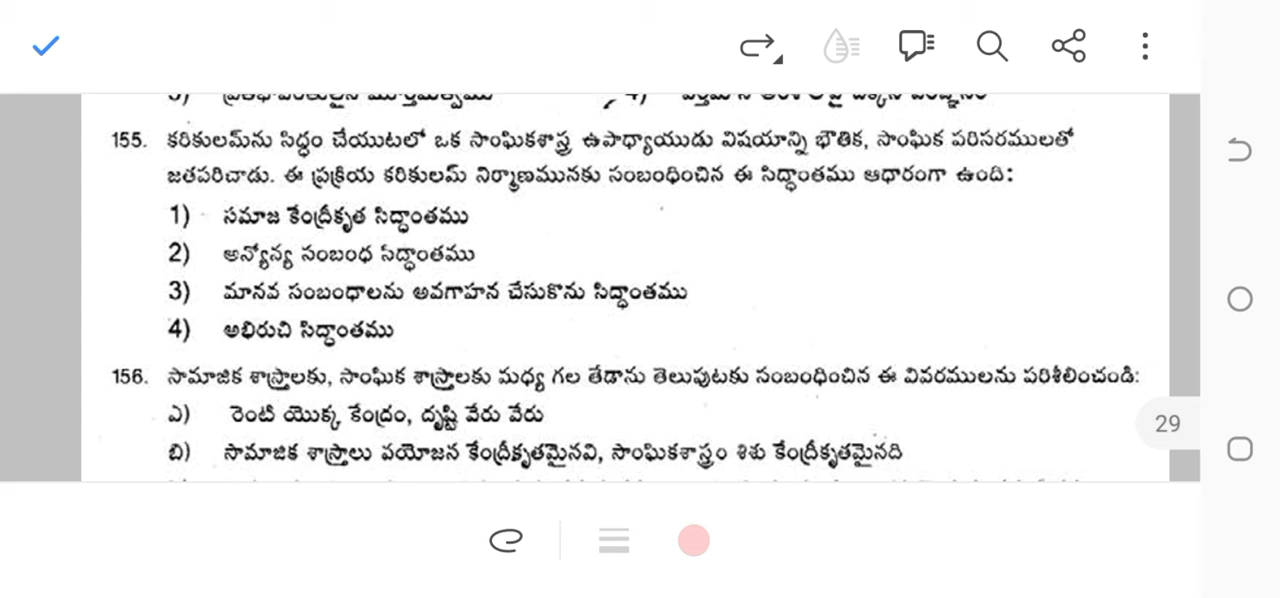 155. కరికులమ్‌ను సిద్ధం చేయుటలో ఒక సాంఘికశాస్త్ర ఉపాధ్యాయుడు విషయాన్ని భౌతిక, సాంఘిక పరిసరములతో
జతపరిచాడు. ఈ ప్రక్రియ కరికులమ్ నిర్మాణమునకు సంబంధించిన ఈ సిద్ధాంతము ఆధారంగా ఉంది:
1) సమాజ కేంద్రీకృత సిద్ధాంతము
2) అన్యోన్య సంబంధ సిద్ధాంతము
3) మానవ సంబంధాలను అవగాహన చేసుకొను సిద్ధాంతము
4) అభిరుచి సిద్ధాంతము
156. సామాజిక శాస్త్రాలకు, సాంఘిక శాస్త్రాలకు మధ్య గల తేడాను తెలుపుటకు సంబంధించిన ఈ వివరములను పరిశీలించండి:
ఎ) రెంటి యొక్క కేంద్రం, దృష్టి వేరు వేరు
29
బి) సామాజిక శాస్త్రాలు వయోజన కేంద్రీకృతమైనవి, సాంఘికశాస్త్రం శిశు కేంద్రీకృతమైనది